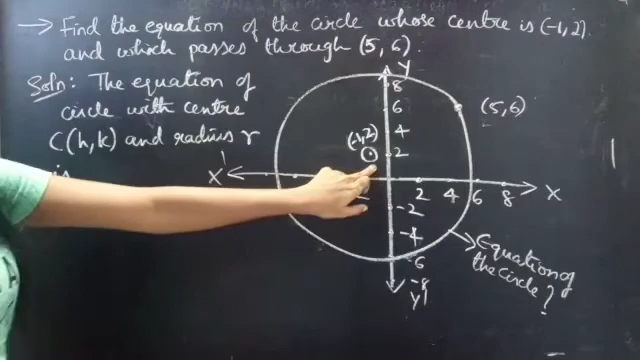 → Find the equation of the circle whose centre is (-1,2)
and which passes through (5,6).
Soln: The equation of
circle with centre
C(h,k) and radius r
is
Y
8
6
4
2
(-1,2)
(5,6)
X'
2 4 6 8 X
-2
-4
-6
-8
Y'
Equation of
the circle?